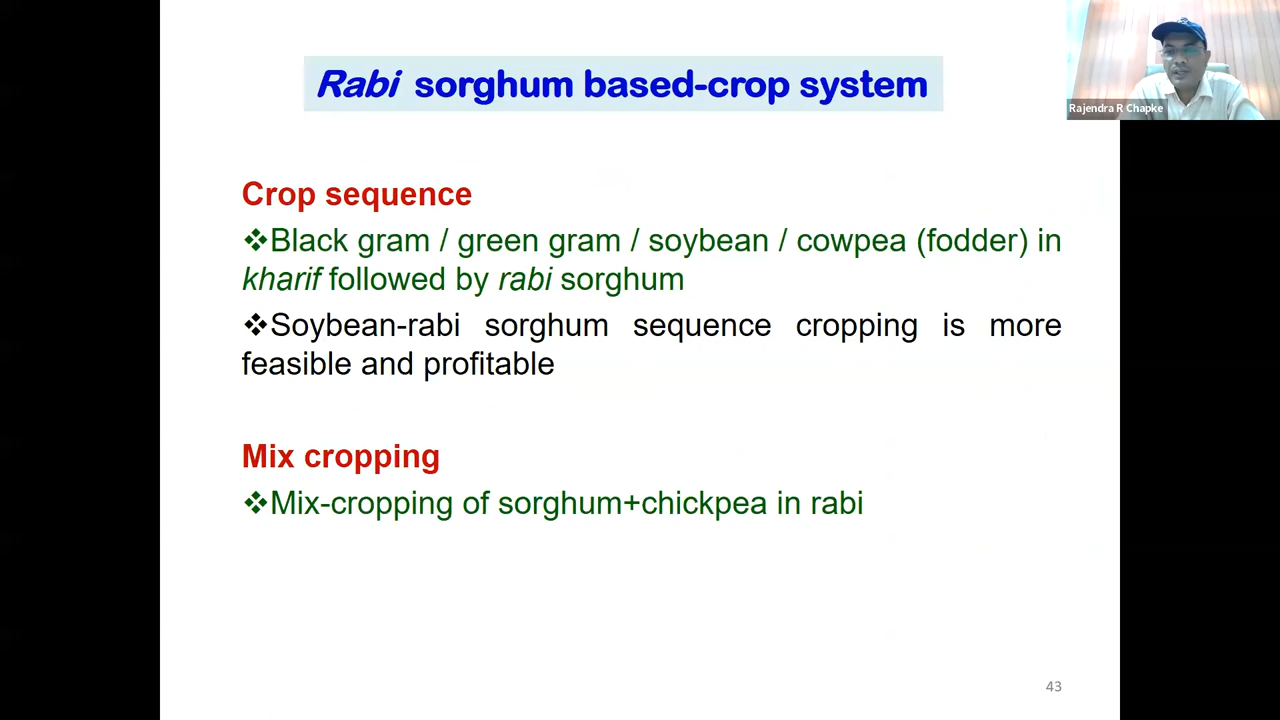 Rabi sorghum based-crop system
Rajendra R Chapke
Crop sequence
❖Black gram / green gram / soybean / cowpea (fodder) in
kharif followed by rabi sorghum
❖Soybean-rabi sorghum sequence cropping is more
feasible and profitable
Mix cropping
❖Mix-cropping of sorghum+chickpea in rabi
43